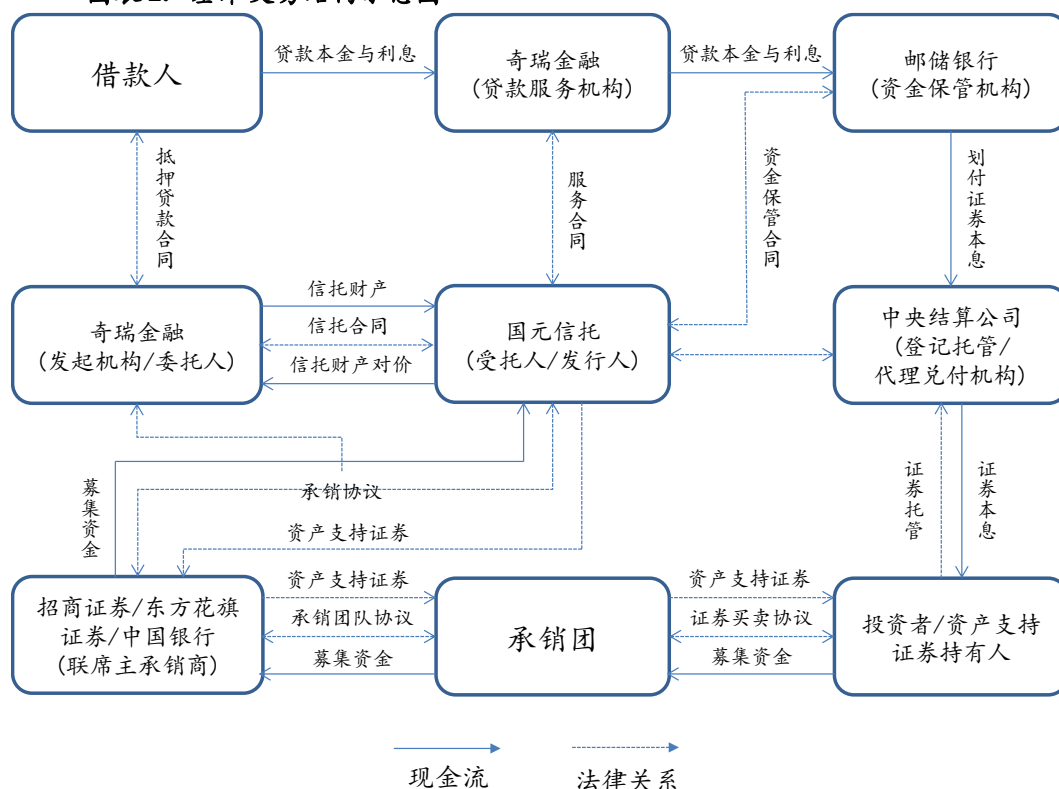 借款人
贷款本金与利息
奇瑞金融
(贷款服务机构)
贷款本金与利息
邮储银行
(资金保管机构)
抵押贷款合同
服务合同
资金保管合同
划付证券本息
奇瑞金融
(发起机构/委托人)
信托财产
信托合同
信托财产对价
国元信托
(受托人/发行人)
中央结算公司
(登记托管/
代理兑付机构)
募集资金
承销协议
资产支持证券
证券托管
证券本息
招商证券/东方花旗
证券/中国银行
(联席主承销商)
资产支持证券
承销团队协议
募集资金
承销团
资产支持证券
证券买卖协议
募集资金
投资者/资产支持
证券持有人
现金流
法律关系